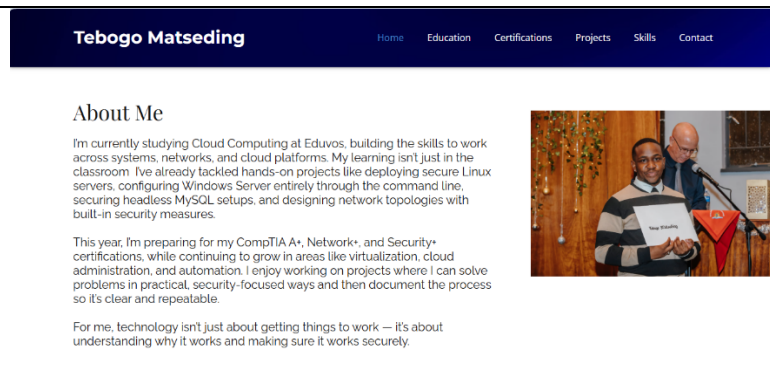 Tebogo Matseding
Home Education Certifications Projects Skills Contact
About Me
I'm currently studying Cloud Computing at Eduvos, building the skills to work
across systems, networks, and cloud platforms. My learning isn't just in the
classroom I've already tackled hands-on projects like deploying secure Linux
servers, configuring Windows Server entirely through the command line,
securing headless MySQL setups, and designing network topologies with
built-in security measures.
This year, I'm preparing for my CompTIA A+, Network+, and Security+
certifications, while continuing to grow in areas like virtualization, cloud
administration, and automation. I enjoy working on projects where I can solve
problems in practical, security-focused ways and then document the process
so it's clear and repeatable.
For me, technology isn't just about getting things to work — it's about
understanding why it works and making sure it works securely.